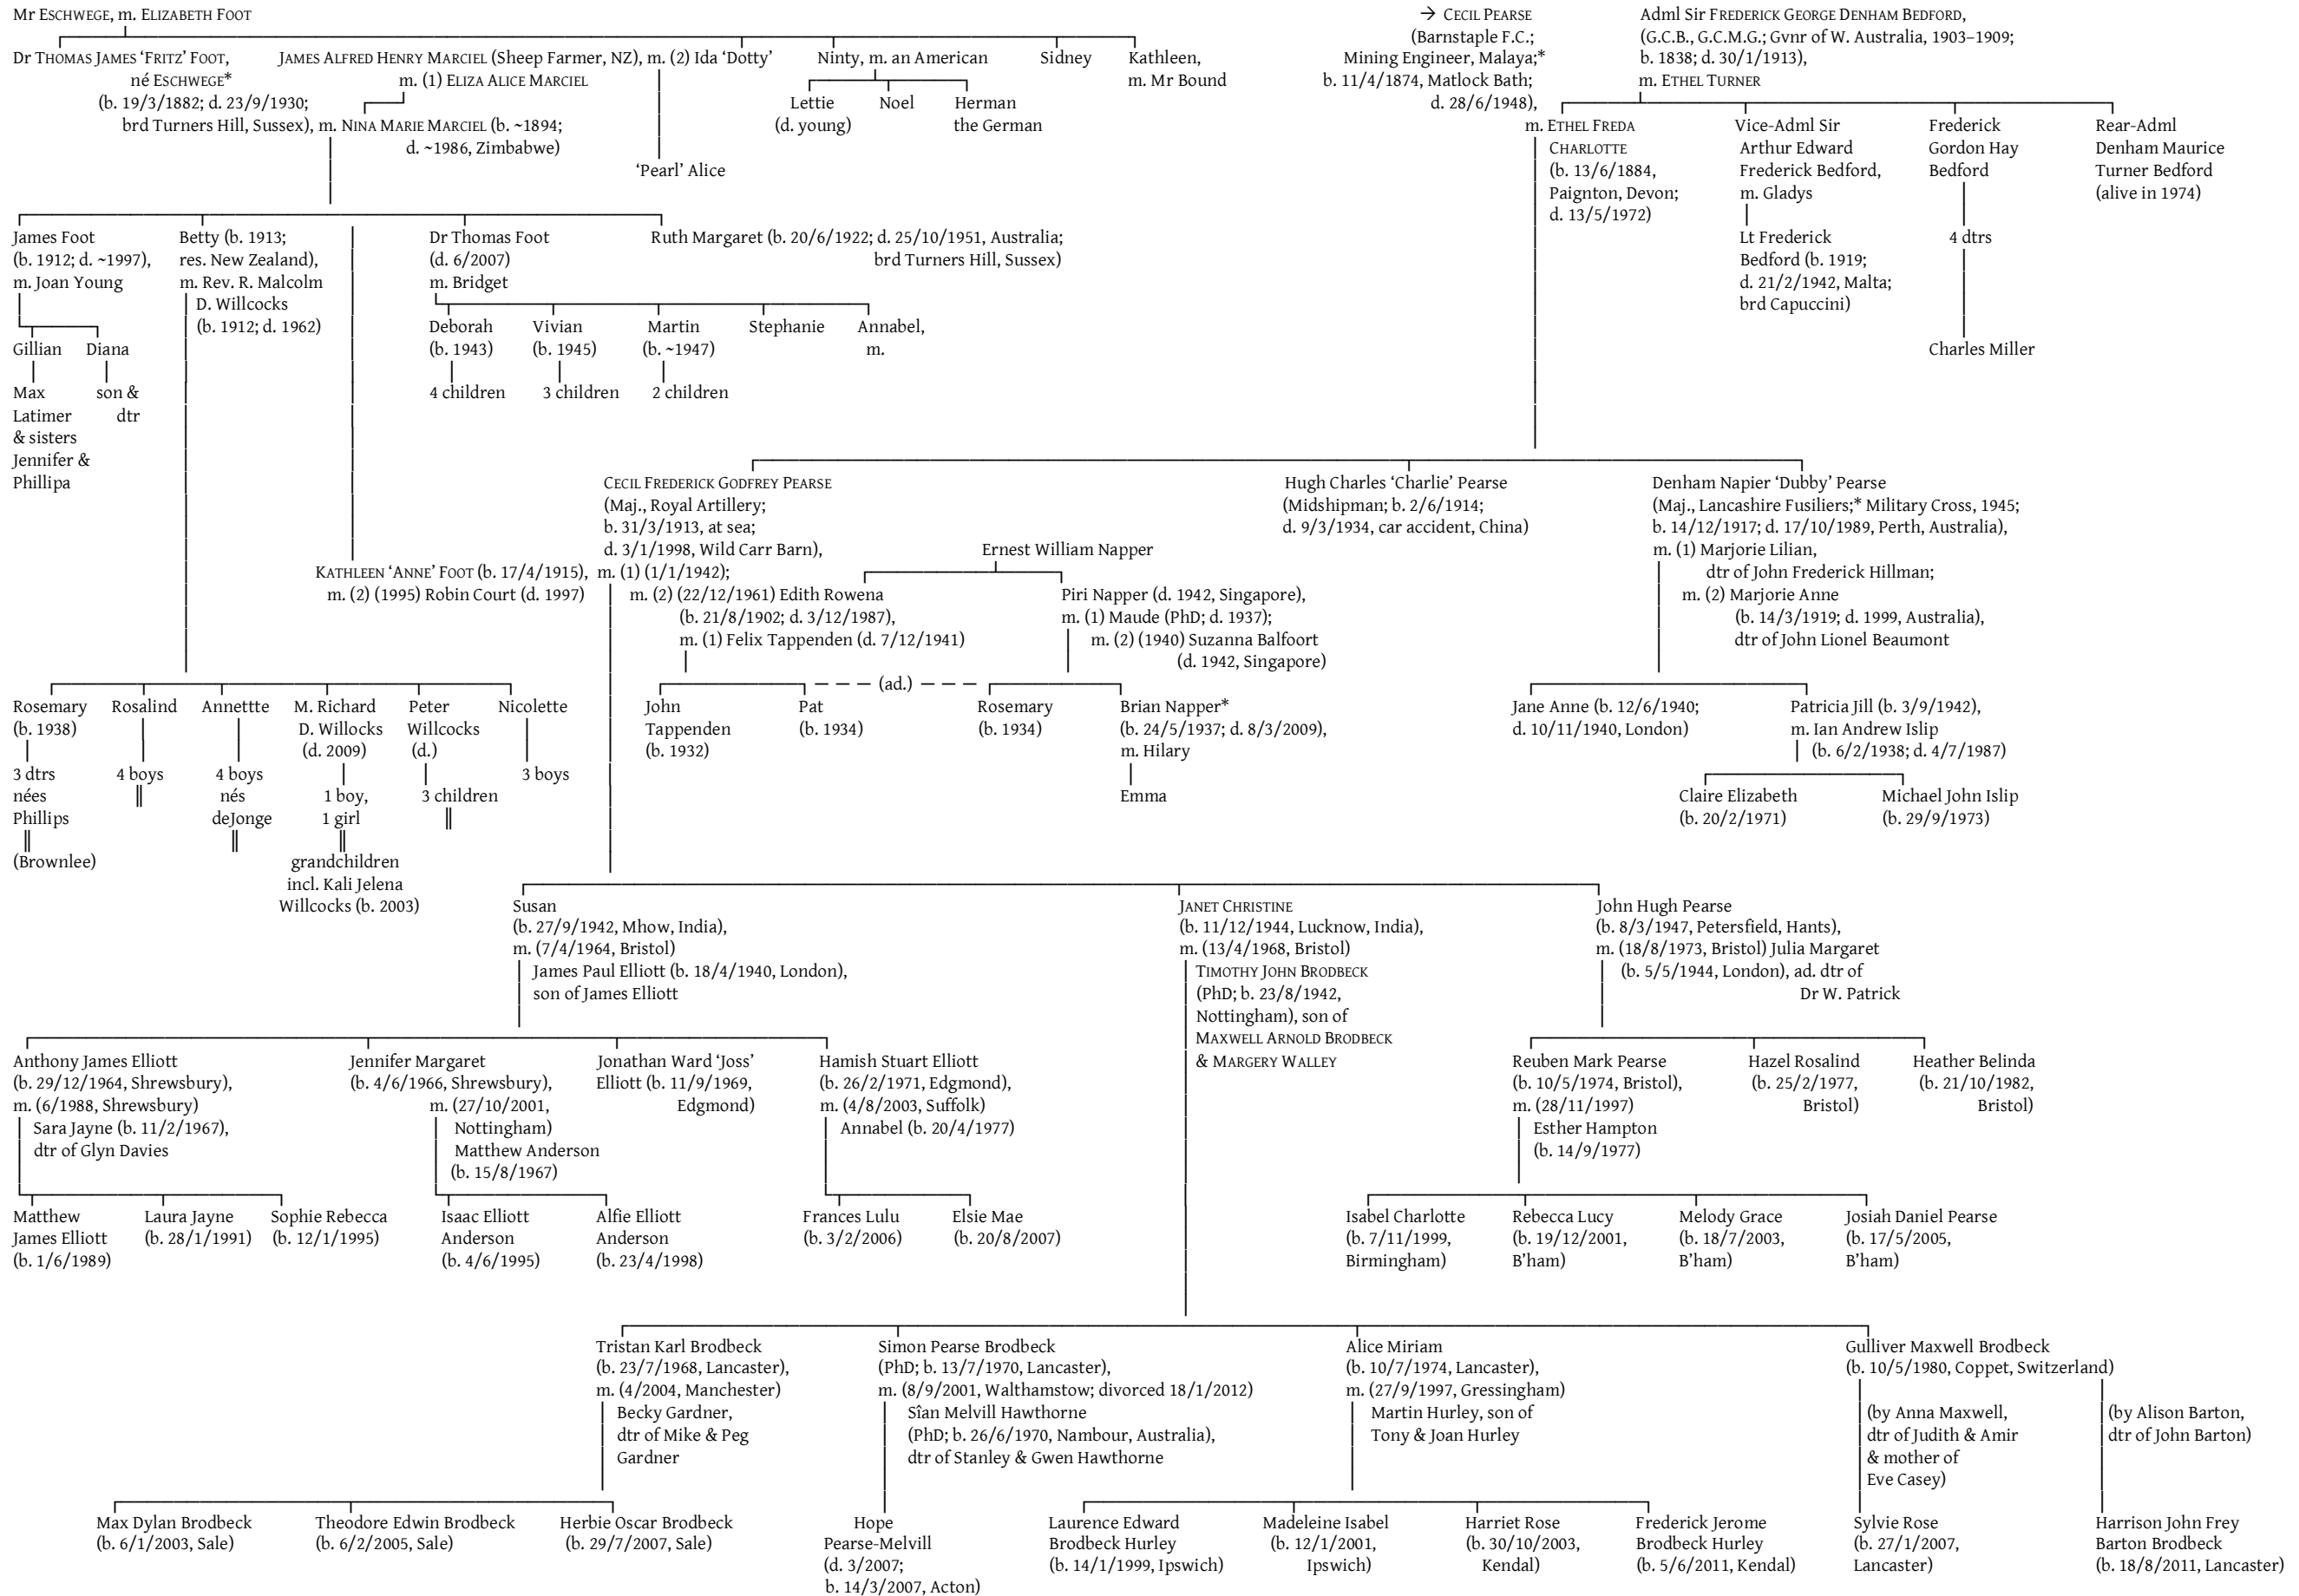 Mr ESCHWEGE, m. ELIZABETH FOOT
Dr THOMAS JAMES ‘FRITZ’ FOOT,
né ESCHWEGE*
(b. 19/3/1882; d. 23/9/1930;
brd Turners Hill, Sussex), m. NINA MARIE MARCIEL (b. ~1894;
d. ~1986, Zimbabwe)
JAMES ALFRED HENRY MARCIEL (Sheep Farmer, NZ), m. (2) Ida ‘Dotty’
m. (1) ELIZA ALICE MARCIEL
‘Pearl’ Alice
Ninty, m. an American
Lettie
(d. young)
Noel
Herman
the German
Sidney
Kathleen,
m. Mr Bound
→ CECIL PEARSE
(Barnstaple F.C.;
Mining Engineer, Malaya;*
b. 11/4/1874, Matlock Bath;
d. 28/6/1948),
m. ETHEL FREDA
CHARLOTTE
(b. 13/6/1884,
Paignton, Devon;
d. 13/5/1972)
Adml Sir FREDERICK GEORGE DENHAM BEDFORD,
(G.C.B., G.C.M.G.; Gvnr of W. Australia, 1903–1909;
b. 1838; d. 30/1/1913),
m. ETHEL TURNER
Vice-Adml Sir
Arthur Edward
Frederick Bedford,
m. Gladys
Lt Frederick
Bedford (b. 1919;
d. 21/2/1942, Malta;
brd Capuccini)
Frederick
Gordon Hay
Bedford
4 dtrs
Charles Miller
Rear-Adml
Denham Maurice
Turner Bedford
(alive in 1974)
James Foot
(b. 1912; d. ~1997),
m. Joan Young
Gillian
Max
Latimer
& sisters
Jennifer &
Phillipa
Diana
son &
dtr
Betty (b. 1913;
res. New Zealand),
m. Rev. R. Malcolm
D. Willcocks
(b. 1912; d. 1962)
Dr Thomas Foot
(d. 6/2007)
m. Bridget
Deborah
(b. 1943)
4 children
Vivian
(b. 1945)
3 children
Martin
(b. ~1947)
2 children
Stephanie
Annabel,
m.
Ruth Margaret (b. 20/6/1922; d. 25/10/1951, Australia;
brd Turners Hill, Sussex)
CECIL FREDERICK GODFREY PEARSE
(Maj., Royal Artillery;
b. 31/3/1913, at sea;
d. 3/1/1998, Wild Carr Barn),
KATHLEEN ‘ANNE’ FOOT (b. 17/4/1915), m. (1) (1/1/1942);
m. (2) (1995) Robin Court (d. 1997)
m. (2) (22/12/1961) Edith Rowena
(b. 21/8/1902; d. 3/12/1987),
m. (1) Felix Tappenden (d. 7/12/1941)
Ernest William Napper
Piri Napper (d. 1942, Singapore),
m. (1) Maude (PhD; d. 1937);
m. (2) (1940) Suzanna Balfoort
(d. 1942, Singapore)
Hugh Charles ‘Charlie’ Pearse
(Midshipman; b. 2/6/1914;
d. 9/3/1934, car accident, China)
Denham Napier ‘Dubby’ Pearse
(Maj., Lancashire Fusiliers;* Military Cross, 1945;
b. 14/12/1917; d. 17/10/1989, Perth, Australia),
m. (1) Marjorie Lilian,
dtr of John Frederick Hillman;
m. (2) Marjorie Anne
(b. 14/3/1919; d. 1999, Australia),
dtr of John Lionel Beaumont
Rosemary
(b. 1938)
3 dtrs
nées
Phillips
(Brownlee)
Rosalind
4 boys
Annettte
4 boys
nés
deJonge
M. Richard
D. Willocks
(d. 2009)
1 boy,
1 girl
grandchildren
incl. Kali Jelena
Willcocks (b. 2003)
Peter
Willcocks
(d.)
3 children
Nicolette
3 boys
John
Tappenden
(b. 1932)
(ad.)
Pat
(b. 1934)
Rosemary
(b. 1934)
Brian Napper*
(b. 24/5/1937; d. 8/3/2009),
m. Hilary
Emma
Jane Anne (b. 12/6/1940;
d. 10/11/1940, London)
Patricia Jill (b. 3/9/1942),
m. Ian Andrew Islip
(b. 6/2/1938; d. 4/7/1987)
Claire Elizabeth
(b. 20/2/1971)
Michael John Islip
(b. 29/9/1973)
Susan
(b. 27/9/1942, Mhow, India),
m. (7/4/1964, Bristol)
James Paul Elliott (b. 18/4/1940, London),
son of James Elliott
JANET CHRISTINE
(b. 11/12/1944, Lucknow, India),
m. (13/4/1968, Bristol)
TIMOTHY JOHN BRODBECK
(PhD; b. 23/8/1942,
Nottingham), son of
MAXWELL ARNOLD BRODBECK
& MARGERY WALLEY
John Hugh Pearse
(b. 8/3/1947, Petersfield, Hants),
m. (18/8/1973, Bristol) Julia Margaret
(b. 5/5/1944, London), ad. dtr of
Dr W. Patrick
Anthony James Elliott
(b. 29/12/1964, Shrewsbury),
m. (6/1988, Shrewsbury)
Sara Jayne (b. 11/2/1967),
dtr of Glyn Davies
Jennifer Margaret
(b. 4/6/1966, Shrewsbury),
m. (27/10/2001,
Nottingham)
Matthew Anderson
(b. 15/8/1967)
Jonathan Ward ‘Joss’
Elliott (b. 11/9/1969,
Edgmond)
Hamish Stuart Elliott
(b. 26/2/1971, Edgmond),
m. (4/8/2003, Suffolk)
Annabel (b. 20/4/1977)
Reuben Mark Pearse
(b. 10/5/1974, Bristol),
m. (28/11/1997)
Esther Hampton
(b. 14/9/1977)
Hazel Rosalind
(b. 25/2/1977,
Bristol)
Heather Belinda
(b. 21/10/1982,
Bristol)
Matthew
James Elliott
(b. 1/6/1989)
Laura Jayne
(b. 28/1/1991)
Sophie Rebecca
(b. 12/1/1995)
Isaac Elliott
Anderson
(b. 4/6/1995)
Alfie Elliott
Anderson
(b. 23/4/1998)
Frances Lulu
(b. 3/2/2006)
Elsie Mae
(b. 20/8/2007)
Isabel Charlotte
(b. 7/11/1999,
Birmingham)
Rebecca Lucy
(b. 19/12/2001,
B’ham)
Melody Grace
(b. 18/7/2003,
B’ham)
Josiah Daniel Pearse
(b. 17/5/2005,
B’ham)
Tristan Karl Brodbeck
(b. 23/7/1968, Lancaster),
m. (4/2004, Manchester)
Becky Gardner,
dtr of Mike & Peg
Gardner
Simon Pearse Brodbeck
(PhD; b. 13/7/1970, Lancaster),
m. (8/9/2001, Walthamstow; divorced 18/1/2012)
Sîan Melvill Hawthorne
(PhD; b. 26/6/1970, Nambour, Australia),
dtr of Stanley & Gwen Hawthorne
Alice Miriam
(b. 10/7/1974, Lancaster),
m. (27/9/1997, Gressingham)
Martin Hurley, son of
Tony & Joan Hurley
Gulliver Maxwell Brodbeck
(b. 10/5/1980, Coppet, Switzerland)
(by Anna Maxwell,
dtr of Judith & Amir
& mother of
Eve Casey)
(by Alison Barton,
dtr of John Barton)
Max Dylan Brodbeck
(b. 6/1/2003, Sale)
Theodore Edwin Brodbeck
(b. 6/2/2005, Sale)
Herbie Oscar Brodbeck
(b. 29/7/2007, Sale)
Hope
Pearse-Melvill
(d. 3/2007;
b. 14/3/2007, Acton)
Laurence Edward
Brodbeck Hurley
(b. 14/1/1999, Ipswich)
Madeleine Isabel
(b. 12/1/2001,
Ipswich)
Harriet Rose
(b. 30/10/2003,
Kendal)
Frederick Jerome
Brodbeck Hurley
(b. 5/6/2011, Kendal)
Sylvie Rose
(b. 27/1/2007,
Lancaster)
Harrison John Frey
Barton Brodbeck
(b. 18/8/2011, Lancaster)